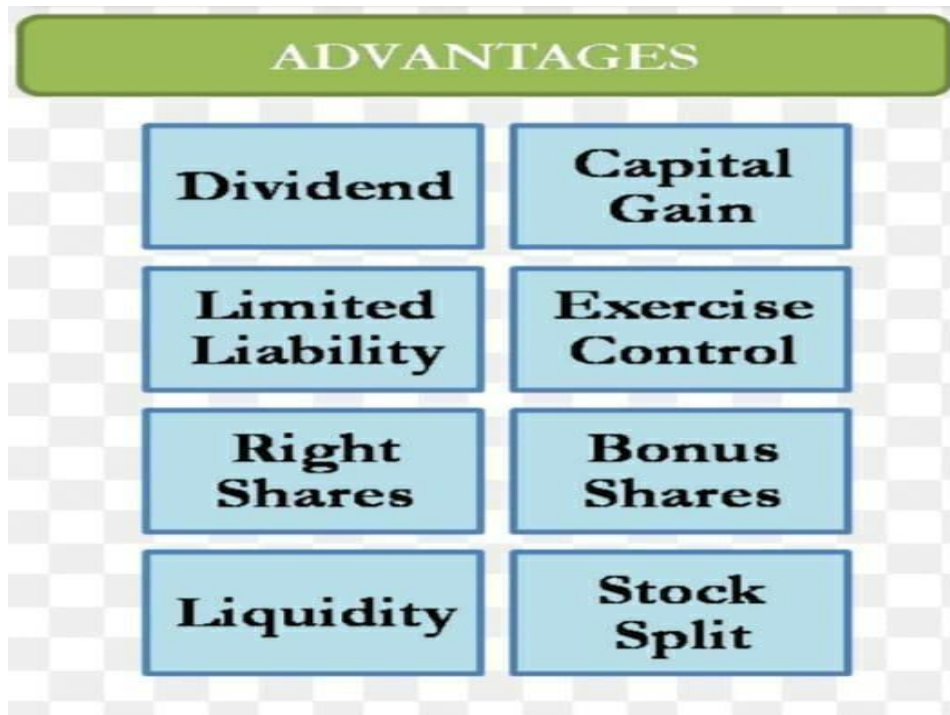 ADVANTAGES
Dividend
Capital
Gain
Limited
Liability
Exercise
Control
Right
Shares
Bonus
Shares
Liquidity
Stock
Split